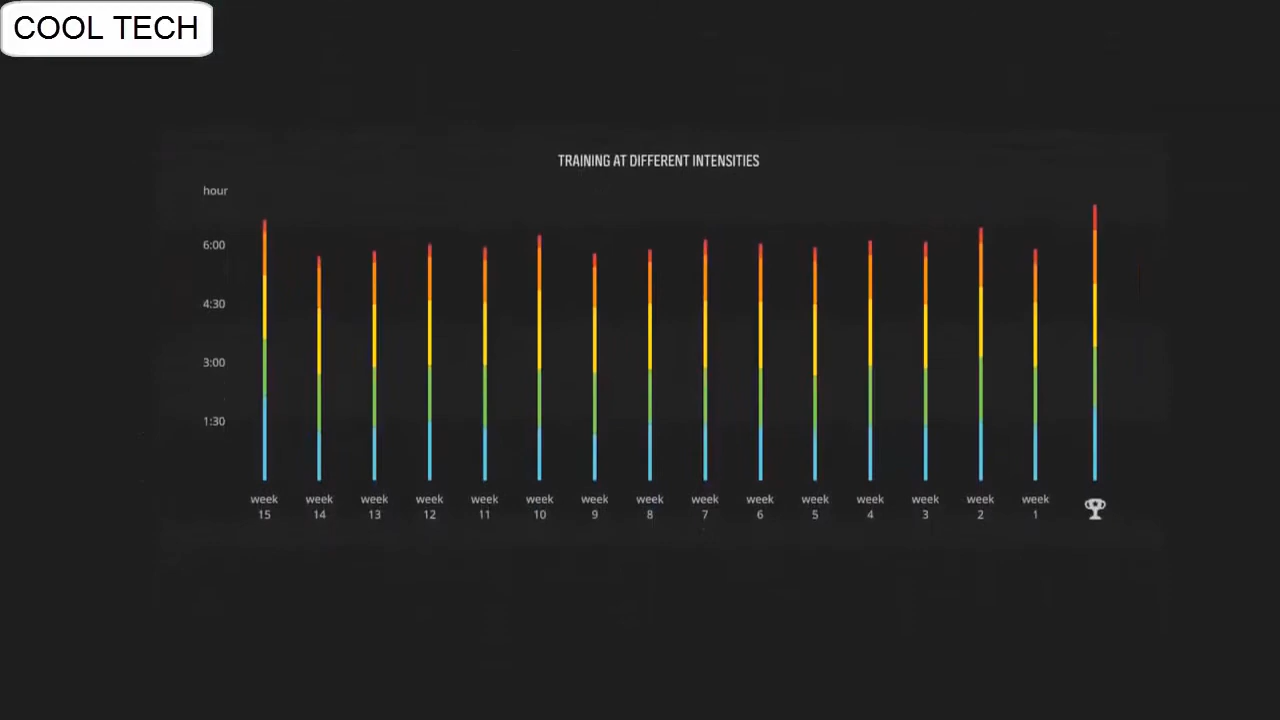 COOL TECH
TRAINING AT DIFFERENT INTENSITIES
hour
6:00
4:30
3:00
1:30
week week week week week week week week week week week week week week week
15 14 13 12 11 10 9 8 7 6 5 4 3 2 1